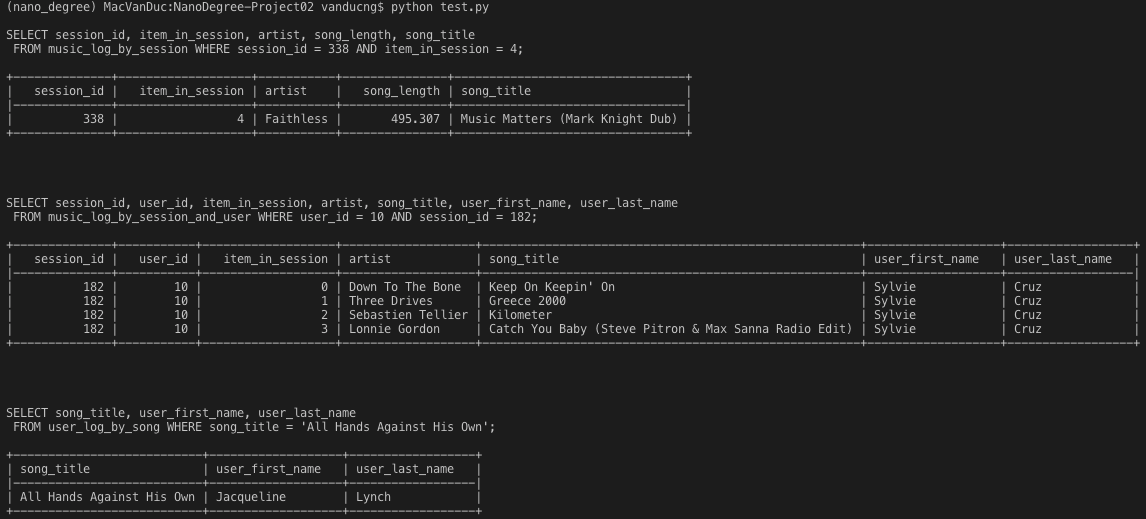 (nano_degree) MacVanDuc:NanoDegree-Project02 vanducng$ python test.py
SELECT session_id, item_in_session, artist, song_length, song_title
FROM music_log_by_session WHERE session_id = 338 AND item_in_session = 4;
| session_id | item_in_session | artist | song_length | song_title |
| 338 | 4 | Faithless | 495.307 | Music Matters (Mark Knight Dub) |
SELECT session_id, user_id, item_in_session, artist, song_title, user_first_name, user_last_name
FROM music_log_by_session_and_user WHERE user_id = 10 AND session_id = 182;
| session_id | user_id | item_in_session | artist | song_title | user_first_name | user_last_name |
| 182 | 10 | 0 | Down To The Bone | Keep On Keepin' On | Sylvie | Cruz |
| 182 | 10 | 1 | Three Drives | Greece 2000 | Sylvie | Cruz |
| 182 | 10 | 2 | Sebastien Tellier | Kilometer | Sylvie | Cruz |
| 182 | 10 | 3 | Lonnie Gordon | Catch You Baby (Steve Pitron & Max Sanna Radio Edit) | Sylvie | Cruz |
SELECT song_title, user_first_name, user_last_name
FROM user_log_by_song WHERE song_title = 'All Hands Against His Own';
| song_title | user_first_name | user_last_name |
| All Hands Against His Own | Jacqueline | Lynch |